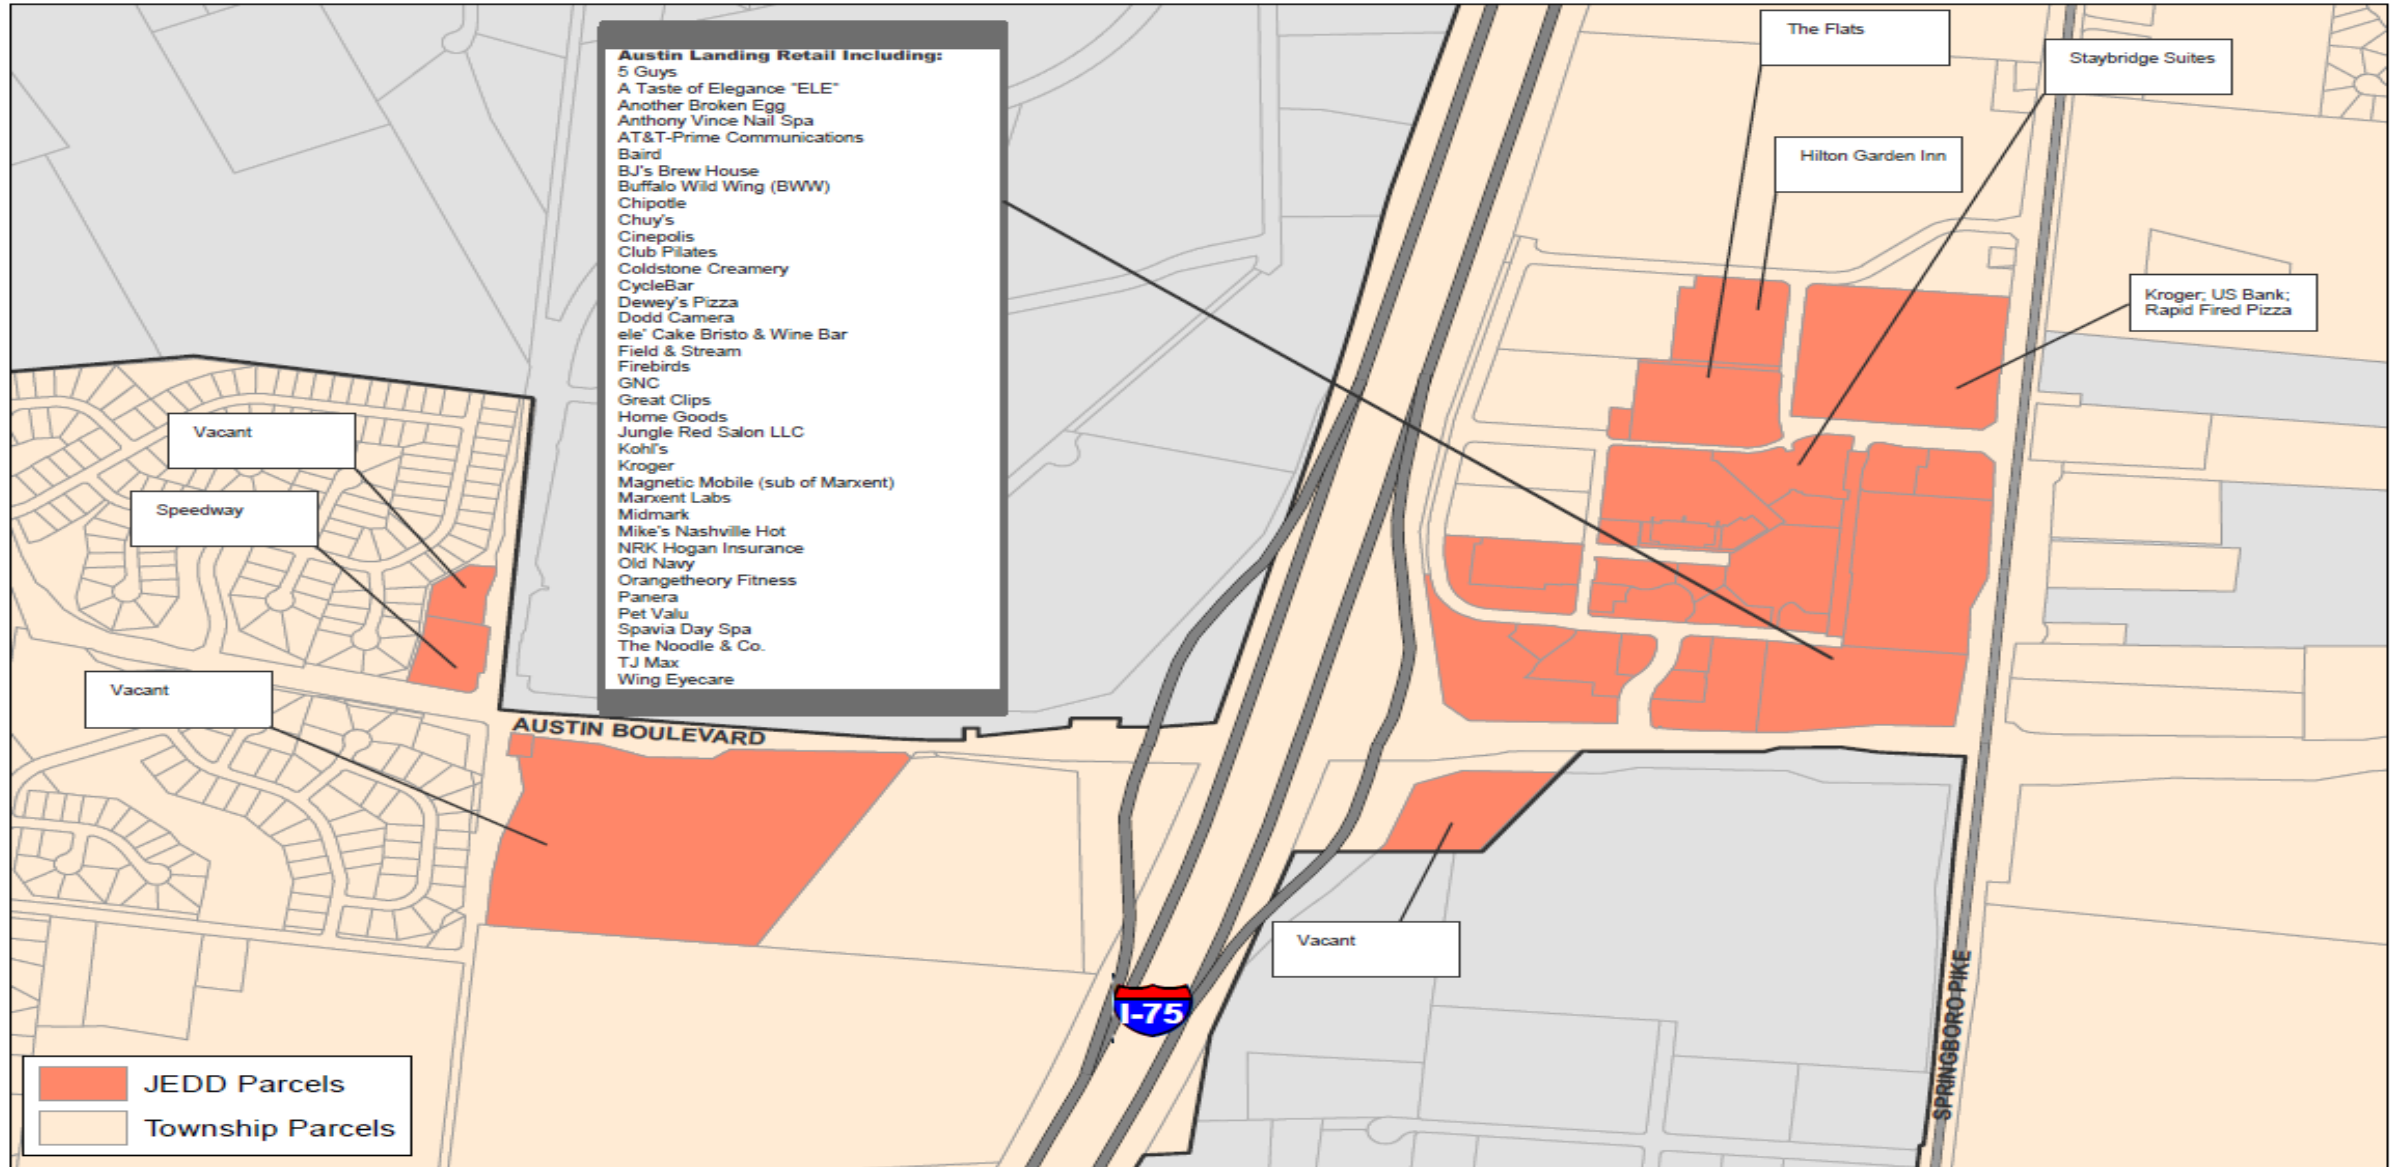 The Flats
Staybridge Suites
Austin Landing Retail Including:
5 Guys
A Taste of Elegance "ELE"
Another Broken Egg
Anthony Vince Nail Spa
AT&T-Prime Communications
Baird
BJ's Brew House
Buffalo Wild Wing (BWW)
Chipotle
Chuy's
Cinepolis
Club Pilates
Coldstone Creamery
CycleBar
Dewey's Pizza
Dodd Camera
ele' Cake Bristo & Wine Bar
Field & Stream
Firebirds
GNC
Great Clips
Home Goods
Jungle Red Salon LLC
Kohl's
Kroger
Magnetic Mobile (sub of Marxent)
Marxent Labs
Midmark
Mike's Nashville Hot
NRK Hogan Insurance
Old Navy
Orangetheory Fitness
Panera
Pet Valu
Spavia Day Spa
The Noodle & Co.
TJ Max
Wing Eyecare
Hilton Garden Inn
Kroger; US Bank;
Rapid Fired Pizza
Vacant
Speedway
Vacant
AUSTIN BOULEVARD
Vacant
I-75
SPRINGBORO PIKE
JEDD Parcels
Township Parcels